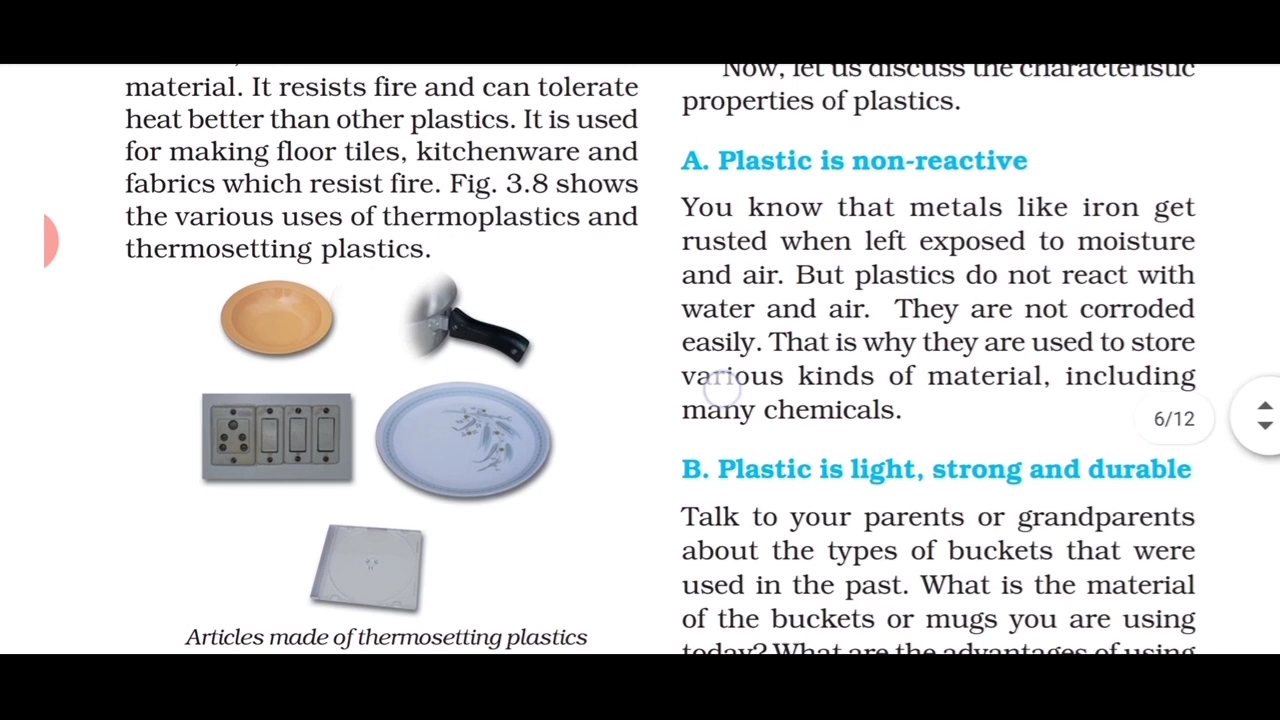 material. It resists fire and can tolerate
heat better than other plastics. It is used
for making floor tiles, kitchenware and
fabrics which resist fire. Fig. 3.8 shows
the various uses of thermoplastics and
thermosetting plastics.
Articles made of thermosetting plastics
Now, let us discuss the characteristic
properties of plastics.
A. Plastic is non-reactive
You know that metals like iron get
rusted when left exposed to moisture
and air. But plastics do not react with
water and air. They are not corroded
easily. That is why they are used to store
various kinds of material, including
many chemicals.
B. Plastic is light, strong and durable
Talk to your parents or grandparents
about the types of buckets that were
used in the past. What is the material
of the buckets or mugs you are using
today? What are the advantages of using
6/12